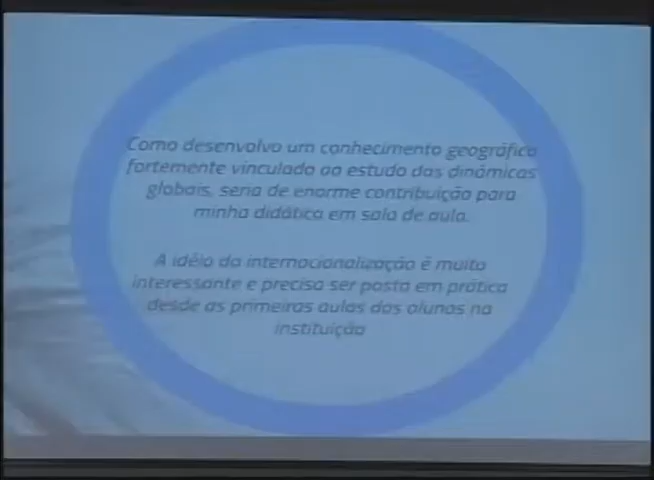 Como desenvolvo um conhecimento geográfico
fortemente vinculado ao estudo das dinâmicas
globais, seria de enorme contribuição para
minha didática em sala de aula.
A idéia da internacionalização é muito
interessante e precisa ser posta em prática
desde as primeiras aulas dos alunos na
instituição